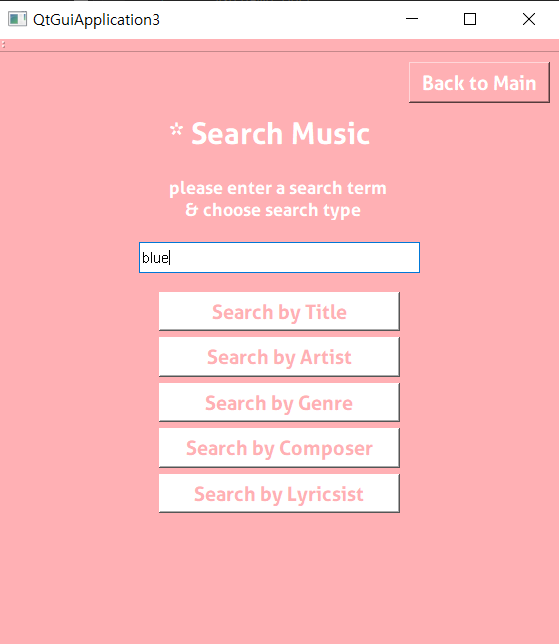 QtGuiApplication3
Back to Main
* Search Music
please enter a search term
& choose search type
blue
Search by Title
Search by Artist
Search by Genre
Search by Composer
Search by Lyricsist